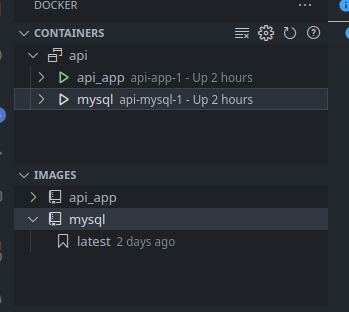 DOCKER
CONTAINERS
api
api_app api-app-1 - Up 2 hours
mysql api-mysql-1 - Up 2 hours
IMAGES
api_app
mysql
latest 2 days ago